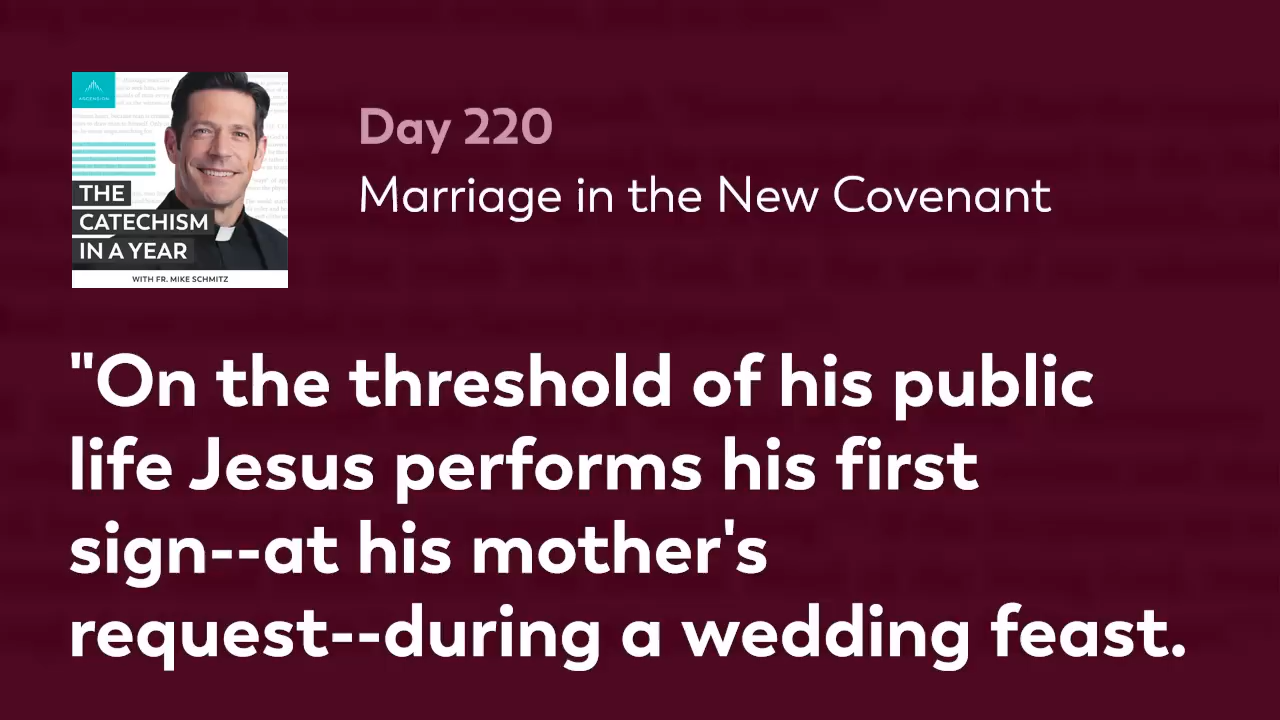 ASCENSION
THE
CATECHISM
IN A YEAR
WITH FR. MIKE SCHMITZ
Day 220
Marriage in the New Covenant
"On the threshold of his public
life Jesus performs his first
sign--at his mother's
request--during a wedding feast.